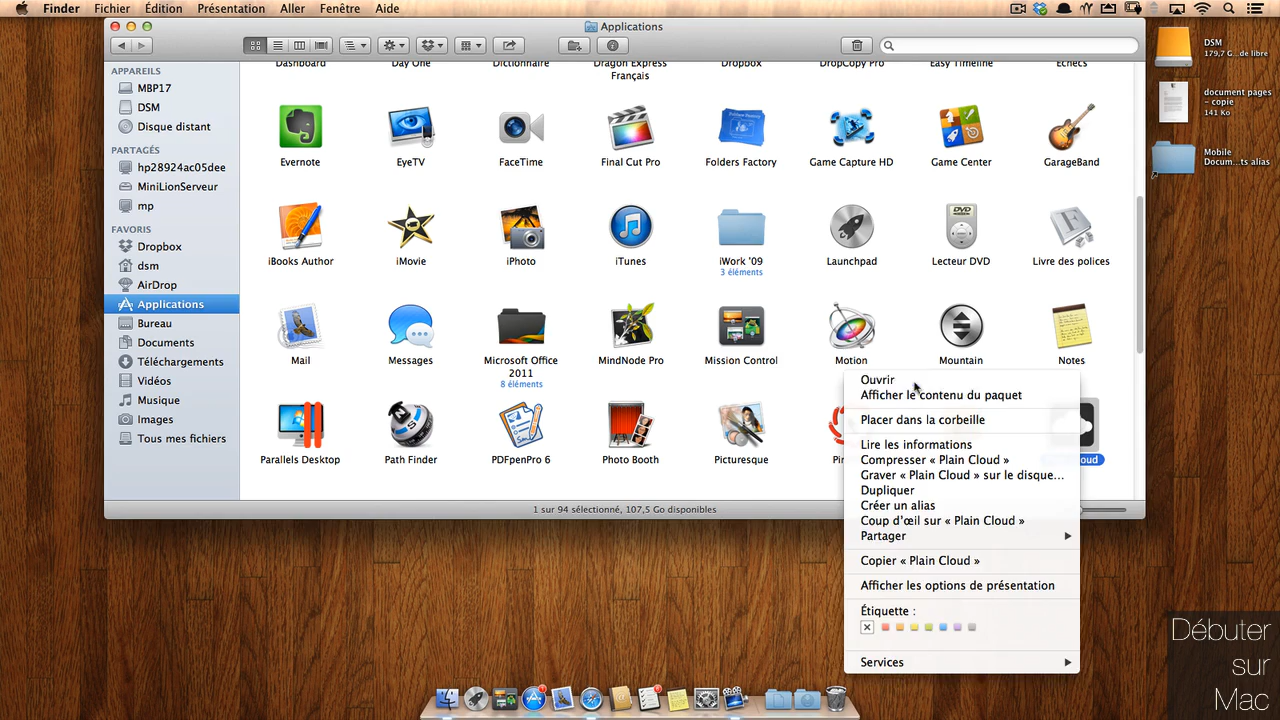 Finder Fichier Édition Présentation Aller Fenêtre Aide
Applications
APPAREILS
MBP17
DSM
Disque distant
PARTAGÉS
hp28924ac05dee
MiniLionServeur
mp
FAVORIS
Dropbox
dsm
AirDrop
Applications
Bureau
Documents
Téléchargements
Vidéos
Musique
Images
Tous mes fichiers
Dashboard Day One Dictionnaire Dragon Express Dropbox DropCopy Pro Easy Timeline Échecs
Français
Evernote EyeTV FaceTime Final Cut Pro Folders Factory Game Capture HD Game Center GarageBand
iBooks Author iMovie iPhoto iTunes iWork '09 Launchpad Lecteur DVD Livre des polices
3 éléments
Mail Messages Microsoft Office MindNode Pro Mission Control Motion Mountain Notes
2011
8 éléments
Parallels Desktop Path Finder PDFpenPro 6 Photo Booth Picturesque
1 sur 94 sélectionné, 107,5 Go disponibles
Ouvrir
Afficher le contenu du paquet
Placer dans la corbeille
Lire les informations
Compresser « Plain Cloud »
Graver « Plain Cloud » sur le disque…
Dupliquer
Créer un alias
Coup d'œil sur « Plain Cloud »
Partager
Copier « Plain Cloud »
Afficher les options de présentation
Étiquette :
Services
DSM
179,7 G...de libre
document pages
- copie
141 Ko
Mobile
Docum...ts alias
Débuter
sur
Mac